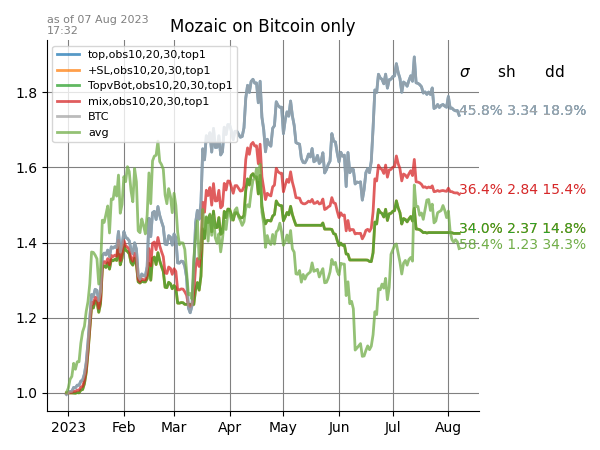 as of 07 Aug 2023
17:32
Mozaic on Bitcoin only
top,obs10,20,30,top1
+SL,obs10,20,30,top1
TopvBot,obs10,20,30,top1
mix,obs10,20,30,top1
BTC
avg
σ sh dd
45.8% 3.34 15.9%
36.4% 2.84 15.4%
34.0% 2.37 14.8%
58.4% 1.23 34.3%
1.8
1.6
1.4
1.2
1.0
2023 Feb Mar Apr May Jun Jul Aug